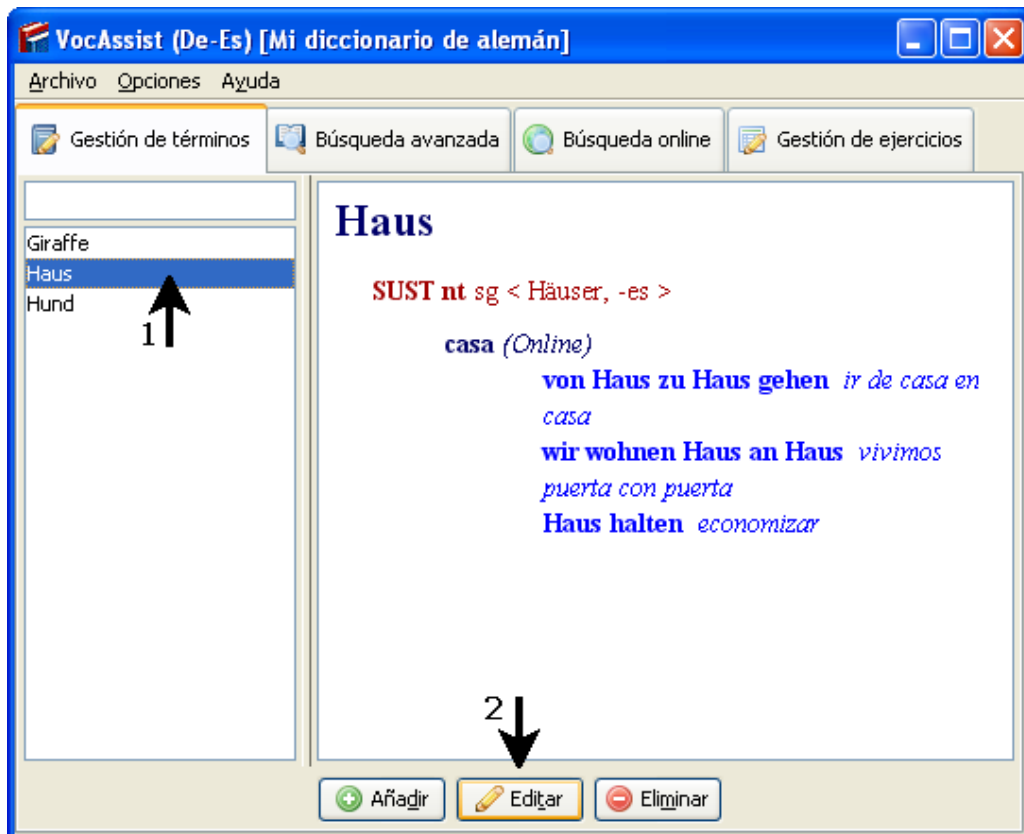 VocAssist (De-Es) [Mi diccionario de alemán]
Archivo Opciones Ayuda
Gestión de términos Búsqueda avanzada Búsqueda online Gestión de ejercicios
Giraffe
Haus
Hund
1
Haus
SUST nt sg < Häuser, -es >
casa (Online)
von Haus zu Haus gehen ir de casa en
casa
wir wohnen Haus an Haus vivimos
puerta con puerta
Haus halten economizar
2
Añadir Editar Eliminar